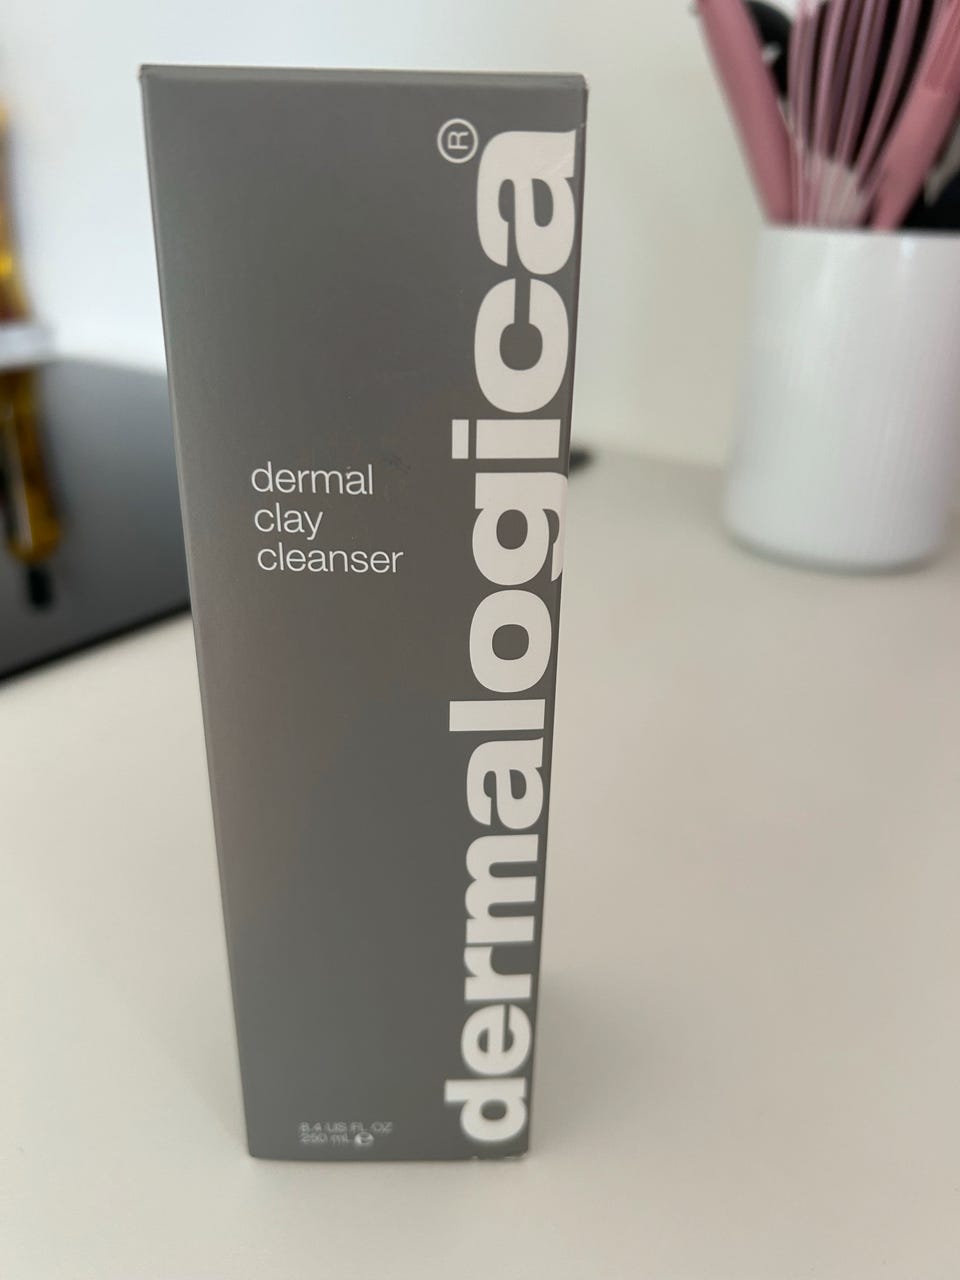 dermalogica®
dermal
clay
cleanser
8.4 US FL OZ
250 mL ℮